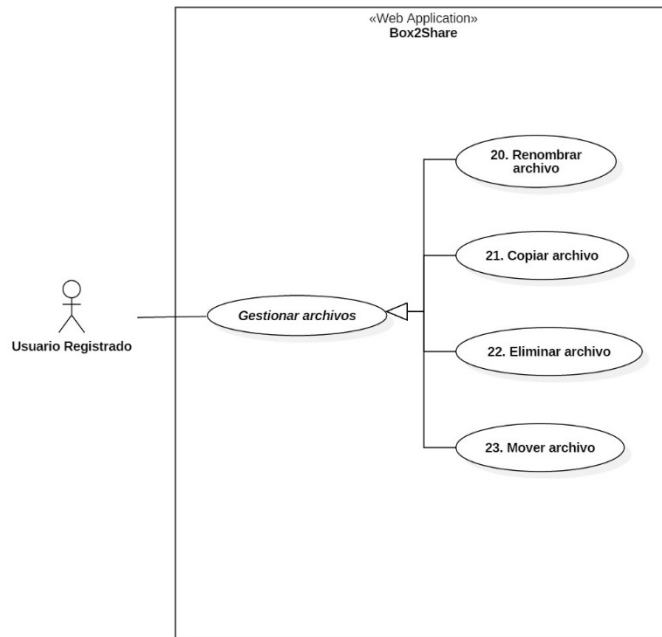 «Web Application»
Box2Share
20. Renombrar
archivo
21. Copiar archivo
Gestionar archivos
Usuario Registrado
22. Eliminar archivo
23. Mover archivo